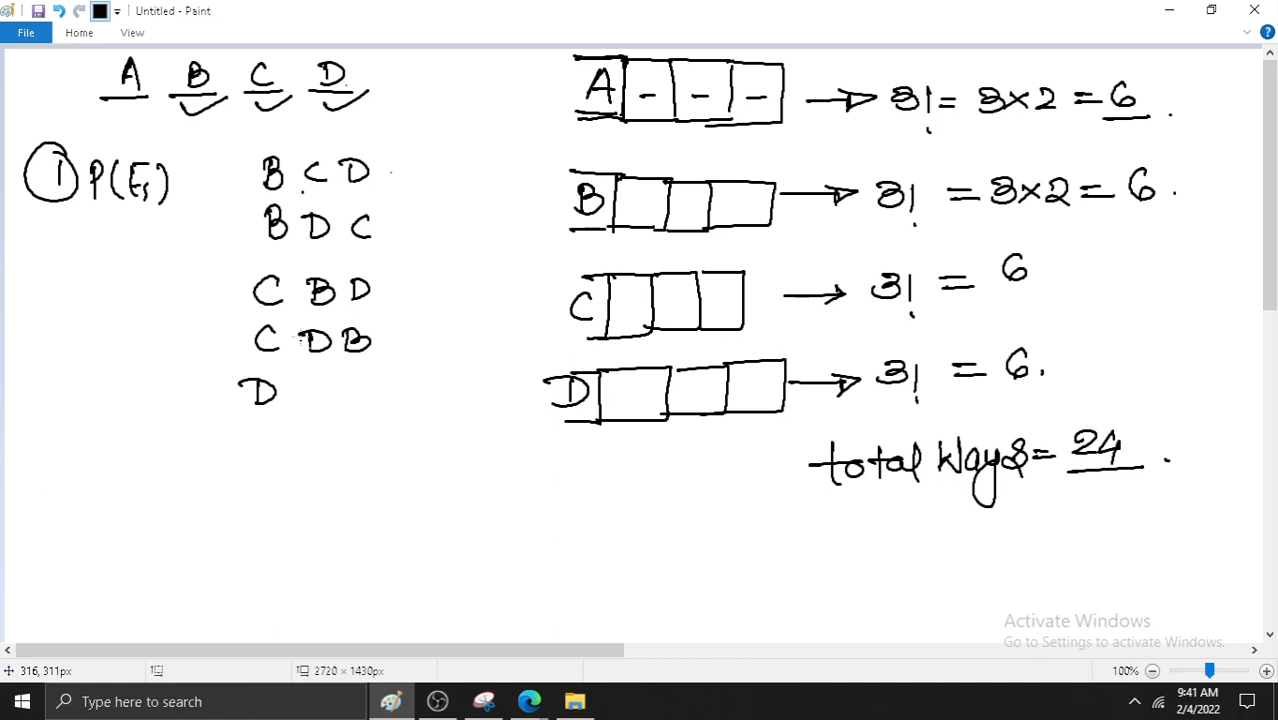 Untitled - Paint
File Home View
A B C D
1 P(E₁)
B C D
B D C
C B D
C D B
D
A - - - → 3! = 3×2 = 6.
B → 3! = 3×2 = 6.
C → 3! = 6
D → 3! = 6.
total ways = 24.
Activate Windows
Go to Settings to activate Windows.
316, 311px
2720 × 1430px
100%
Type here to search
9:41 AM
2/4/2022